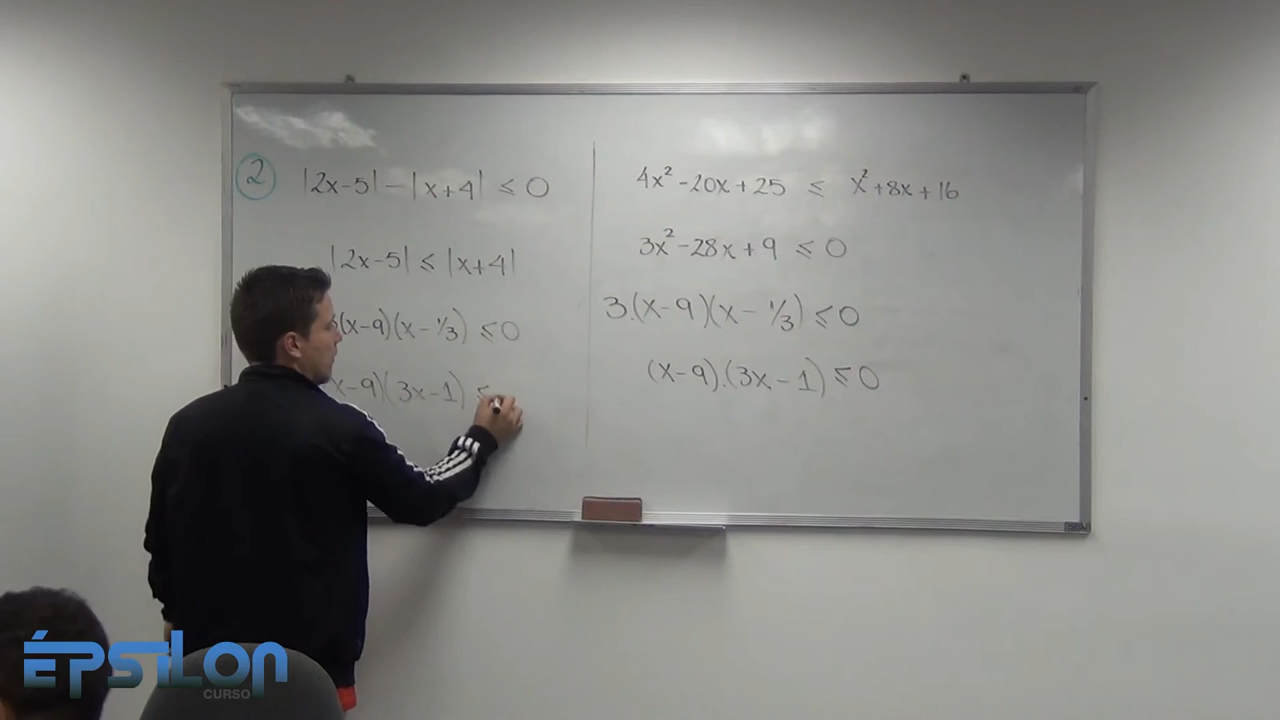 2
|2x-5| - |x+4| ≤ 0
|2x-5| ≤ |x+4|
(x-9)(x-1/3) ≤ 0
x-9)(3x-1) ≤
4x²-20x+25 ≤ x²+8x+16
3x²-28x+9 ≤ 0
3.(x-9)(x-1/3) ≤ 0
(x-9).(3x-1) ≤ 0
ÉPSILON
CURSO